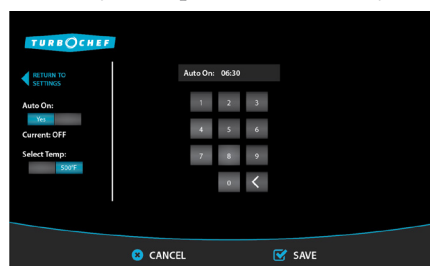 TURBOCHEF
RETURN TO
SETTINGS
Auto On: 06:30
Auto On:
Yes
Current: OFF
Select Temp:
500°F
1 2 3
4 5 6
7 8 9
0
CANCEL
SAVE